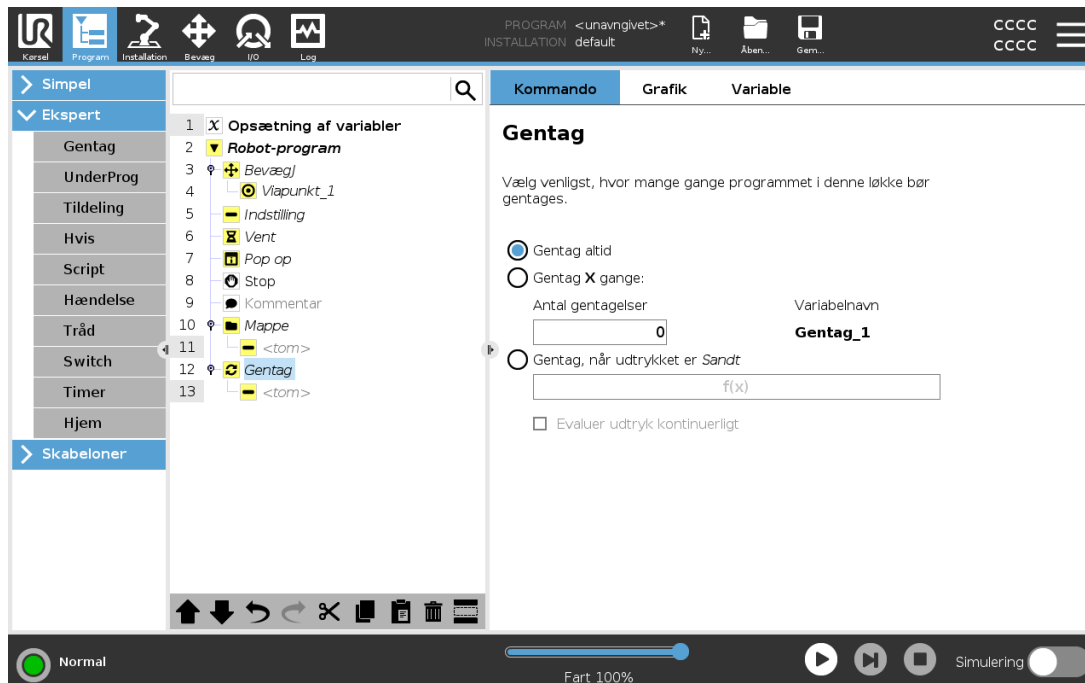 PROGRAM <unavngivet>*
INSTALLATION default
CCCC
CCCC
UR
Kørsel
Program
Installation
Bevæg
I/O
Log
Ny...
Åben...
Gem...
Simpel
Ekspert
Gentag
UnderProg
Tildeling
Hvis
Script
Hændelse
Tråd
Switch
Timer
Hjem
Skabeloner
1 X Opsætning af variabler
2 Robot-program
3 BevægJ
4 Viapunkt_1
5 Indstilling
6 Vent
7 Pop op
8 Stop
9 Kommentar
10 Mappe
11 <tom>
12 Gentag
13 <tom>
Kommando
Grafik
Variable
Gentag
Vælg venligst, hvor mange gange programmet i denne løkke bør
gentages.
Gentag altid
Gentag X gange:
Antal gentagelser
Variabelnavn
0
Gentag_1
Gentag, når udtrykket er Sandt
f(x)
Evaluer udtryk kontinuerligt
Normal
Fart 100%
Simulering